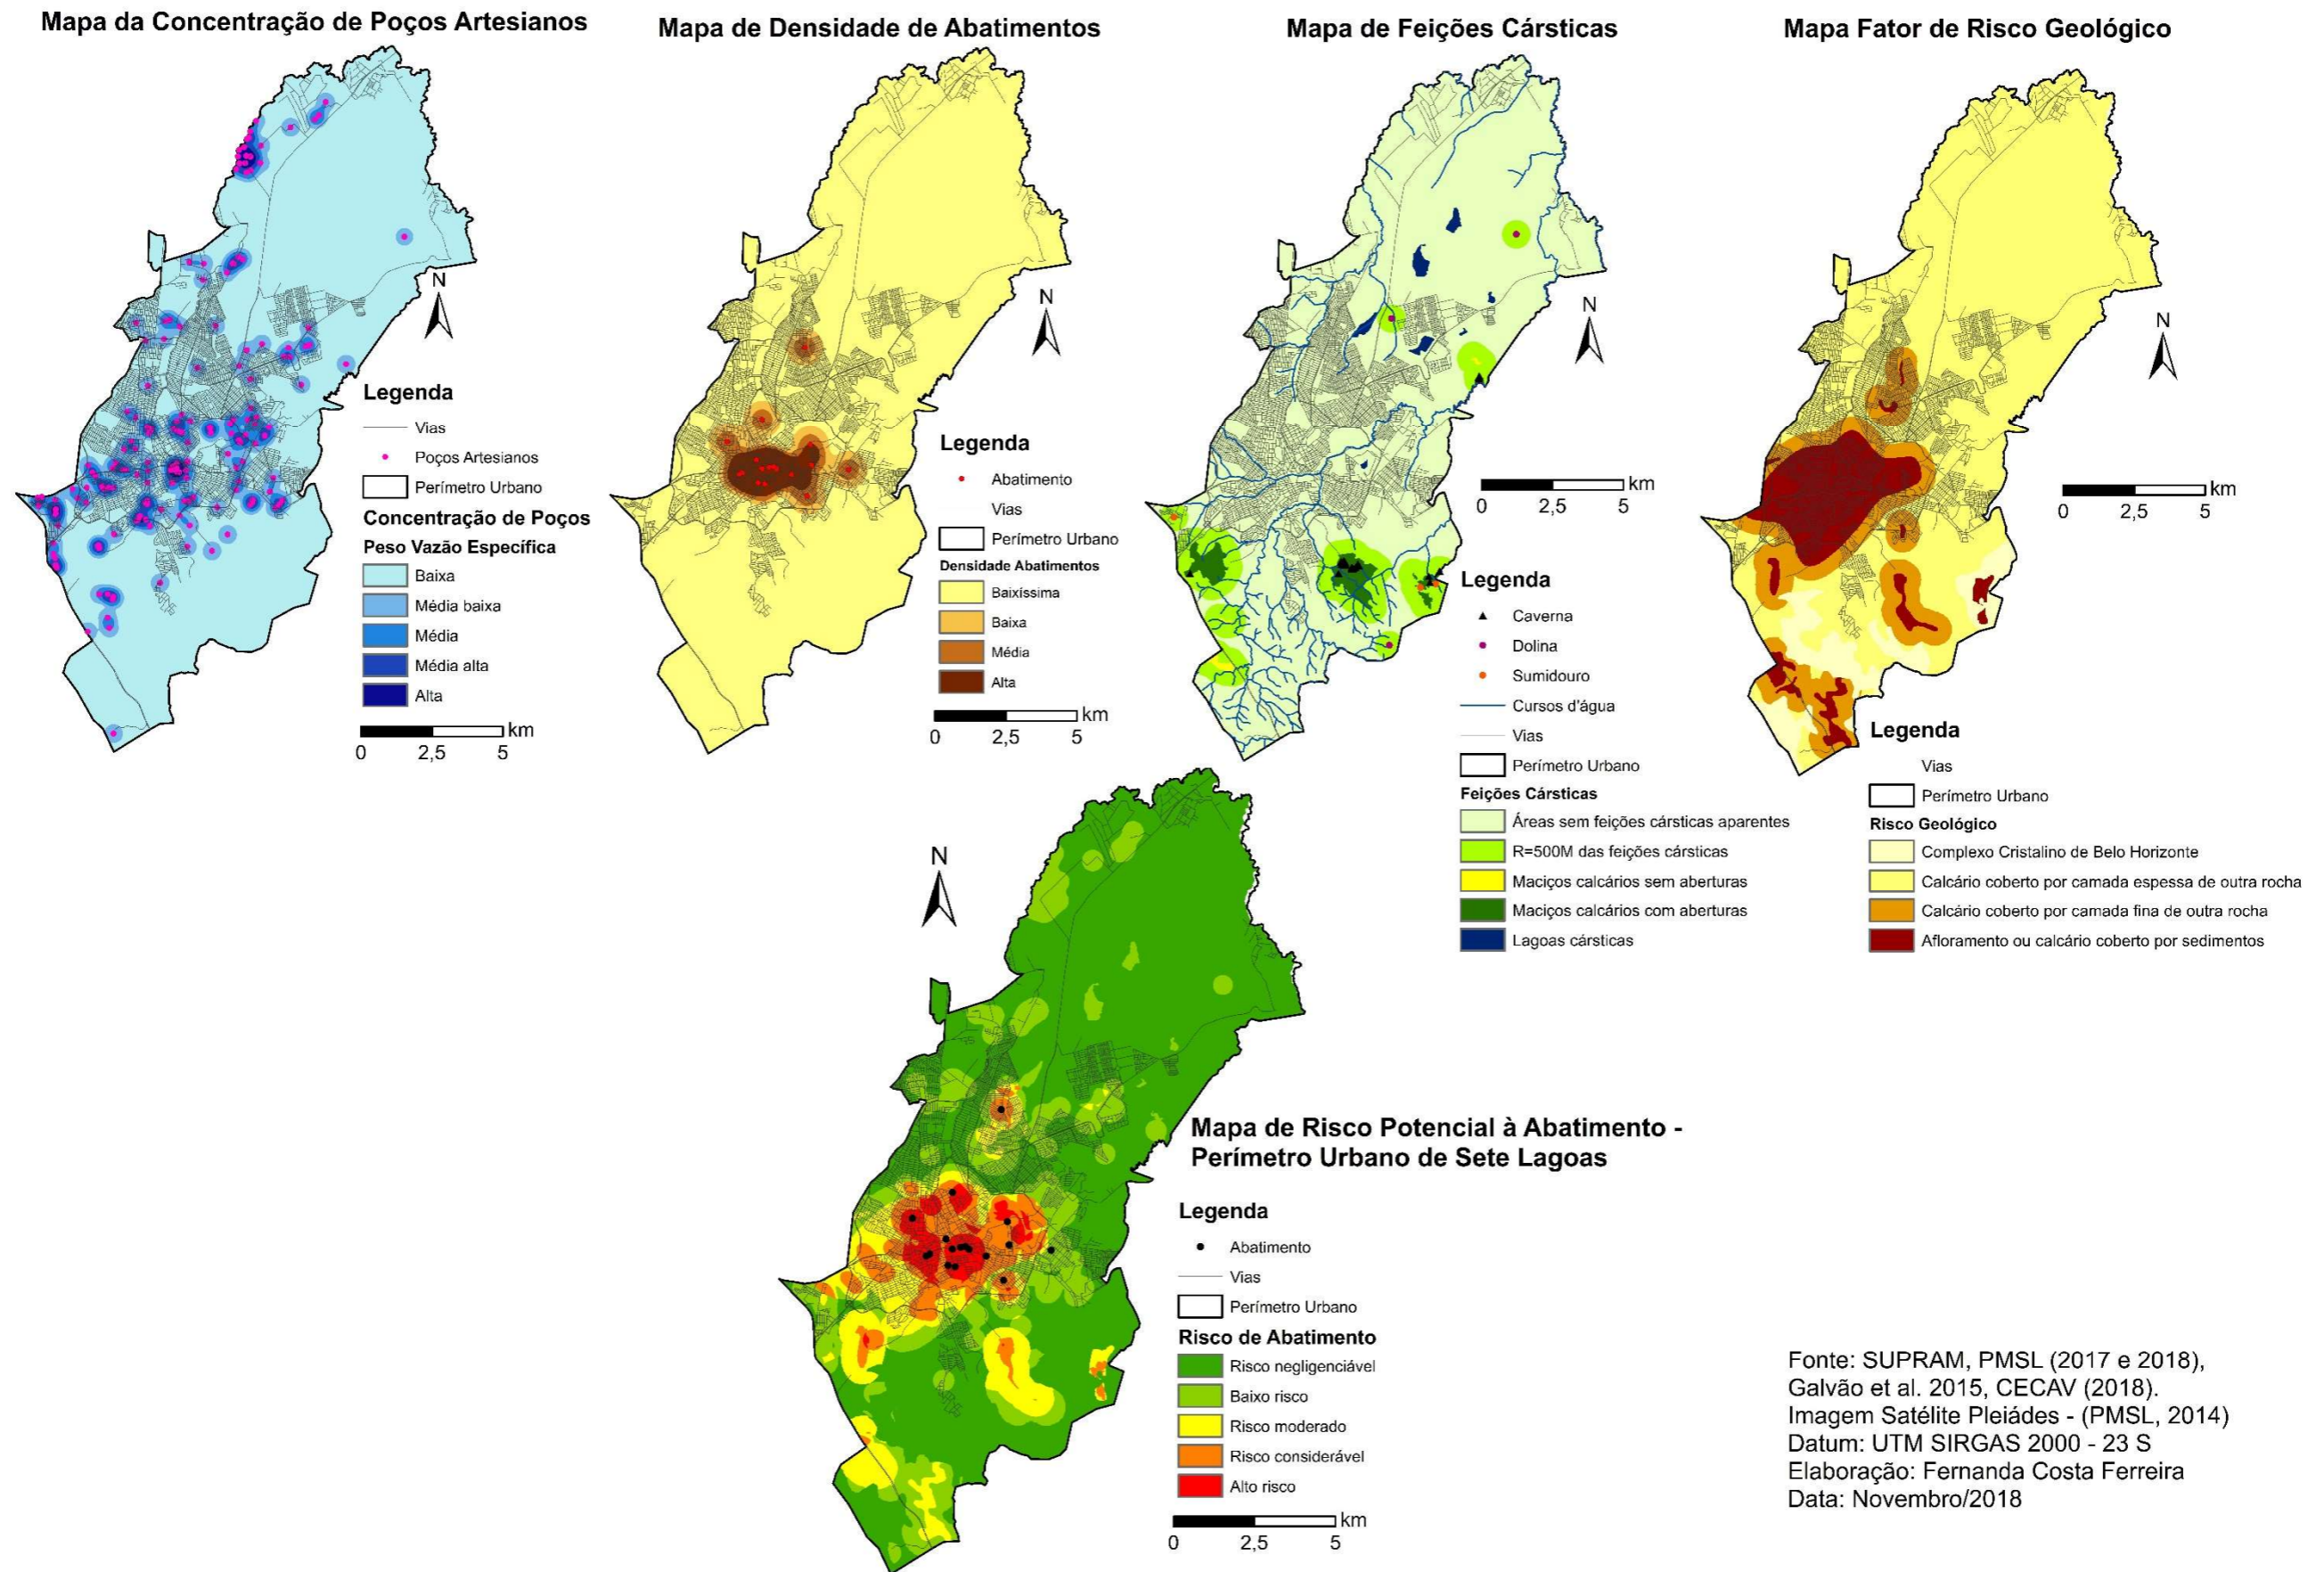 Mapa da Concentração de Poços Artesianos
N
Legenda
Vias
Poços Artesianos
Perímetro Urbano
Concentração de Poços
Peso Vazão Específica
Baixa
Média baixa
Média
Média alta
Alta
km
0 2,5 5
Mapa de Densidade de Abatimentos
N
Legenda
Abatimento
Vias
Perímetro Urbano
Densidade Abatimentos
Baixíssima
Baixa
Média
Alta
km
0 2,5 5
Mapa de Feições Cársticas
N
km
0 2,5 5
Legenda
Caverna
Dolina
Sumidouro
Cursos d'água
Vias
Perímetro Urbano
Feições Cársticas
Áreas sem feições cársticas aparentes
R=500M das feições cársticas
Maciços calcários sem aberturas
Maciços calcários com aberturas
Lagoas cársticas
Mapa Fator de Risco Geológico
N
km
0 2,5 5
Legenda
Vias
Perímetro Urbano
Risco Geológico
Complexo Cristalino de Belo Horizonte
Calcário coberto por camada espessa de outra rocha
Calcário coberto por camada fina de outra rocha
Afloramento ou calcário coberto por sedimentos
N
Mapa de Risco Potencial à Abatimento -
Perímetro Urbano de Sete Lagoas
Legenda
Abatimento
Vias
Perímetro Urbano
Risco de Abatimento
Risco negligenciável
Baixo risco
Risco moderado
Risco considerável
Alto risco
km
0 2,5 5
Fonte: SUPRAM, PMSL (2017 e 2018),
Galvão et al. 2015, CECAV (2018).
Imagem Satélite Pleiádes - (PMSL, 2014)
Datum: UTM SIRGAS 2000 - 23 S
Elaboração: Fernanda Costa Ferreira
Data: Novembro/2018